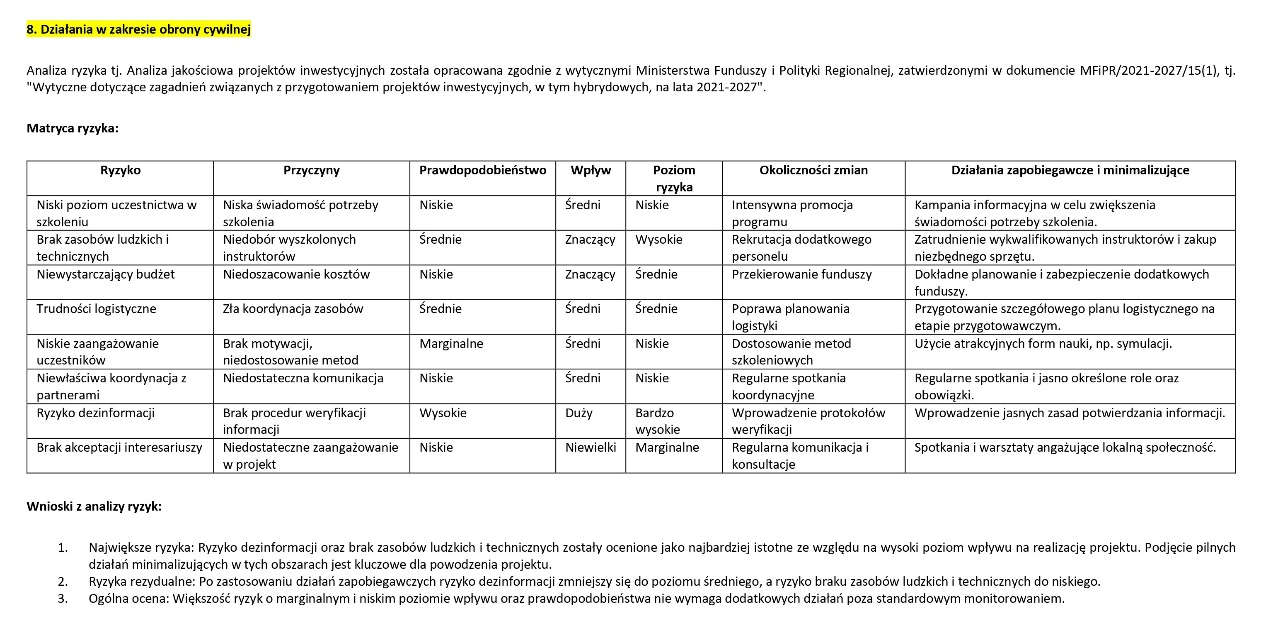 8. Działania w zakresie obrony cywilnej
Analiza ryzyka tj. Analiza jakościowa projektów inwestycyjnych została opracowana zgodnie z wytycznymi Ministerstwa Funduszy i Polityki Regionalnej, zatwierdzonymi w dokumencie MFiPR/2021-2027/15(1), tj.
"Wytyczne dotyczące zagadnień związanych z przygotowaniem projektów inwestycyjnych, w tym hybrydowych, na lata 2021-2027".
Matryca ryzyka:
Ryzyko Przyczyny Prawdopodobieństwo Wpływ Poziom ryzyka Okoliczności zmian Działania zapobiegawcze i minimalizujące
Niski poziom uczestnictwa w szkoleniu Niska świadomość potrzeby szkolenia Niskie Średni Niskie Intensywna promocja programu Kampania informacyjna w celu zwiększenia świadomości potrzeby szkolenia.
Brak zasobów ludzkich i technicznych Niedobór wyszkolonych instruktorów Średnie Znaczący Wysokie Rekrutacja dodatkowego personelu Zatrudnienie wykwalifikowanych instruktorów i zakup niezbędnego sprzętu.
Niewystarczający budżet Niedoszacowanie kosztów Niskie Znaczący Średnie Przekierowanie funduszy Dokładne planowanie i zabezpieczenie dodatkowych funduszy.
Trudności logistyczne Zła koordynacja zasobów Średnie Średni Średnie Poprawa planowania logistyki Przygotowanie szczegółowego planu logistycznego na etapie przygotowawczym.
Niskie zaangażowanie uczestników Brak motywacji, niedostosowanie metod Marginalne Średni Niskie Dostosowanie metod szkoleniowych Użycie atrakcyjnych form nauki, np. symulacji.
Niewłaściwa koordynacja z partnerami Niedostateczna komunikacja Niskie Średni Niskie Regularne spotkania koordynacyjne Regularne spotkania i jasno określone role oraz obowiązki.
Ryzyko dezinformacji Brak procedur weryfikacji informacji Wysokie Duży Bardzo wysokie Wprowadzenie protokołów weryfikacji Wprowadzenie jasnych zasad potwierdzania informacji.
Brak akceptacji interesariuszy Niedostateczne zaangażowanie w projekt Niskie Niewielki Marginalne Regularna komunikacja i konsultacje Spotkania i warsztaty angażujące lokalną społeczność.
Wnioski z analizy ryzyk:
1. Największe ryzyka: Ryzyko dezinformacji oraz brak zasobów ludzkich i technicznych zostały ocenione jako najbardziej istotne ze względu na wysoki poziom wpływu na realizację projektu. Podjęcie pilnych
działań minimalizujących w tych obszarach jest kluczowe dla powodzenia projektu.
2. Ryzyka rezydualne: Po zastosowaniu działań zapobiegawczych ryzyko dezinformacji zmniejszy się do poziomu średniego, a ryzyko braku zasobów ludzkich i technicznych do niskiego.
3. Ogólna ocena: Większość ryzyk o marginalnym i niskim poziomie wpływu oraz prawdopodobieństwa nie wymaga dodatkowych działań poza standardowym monitorowaniem.